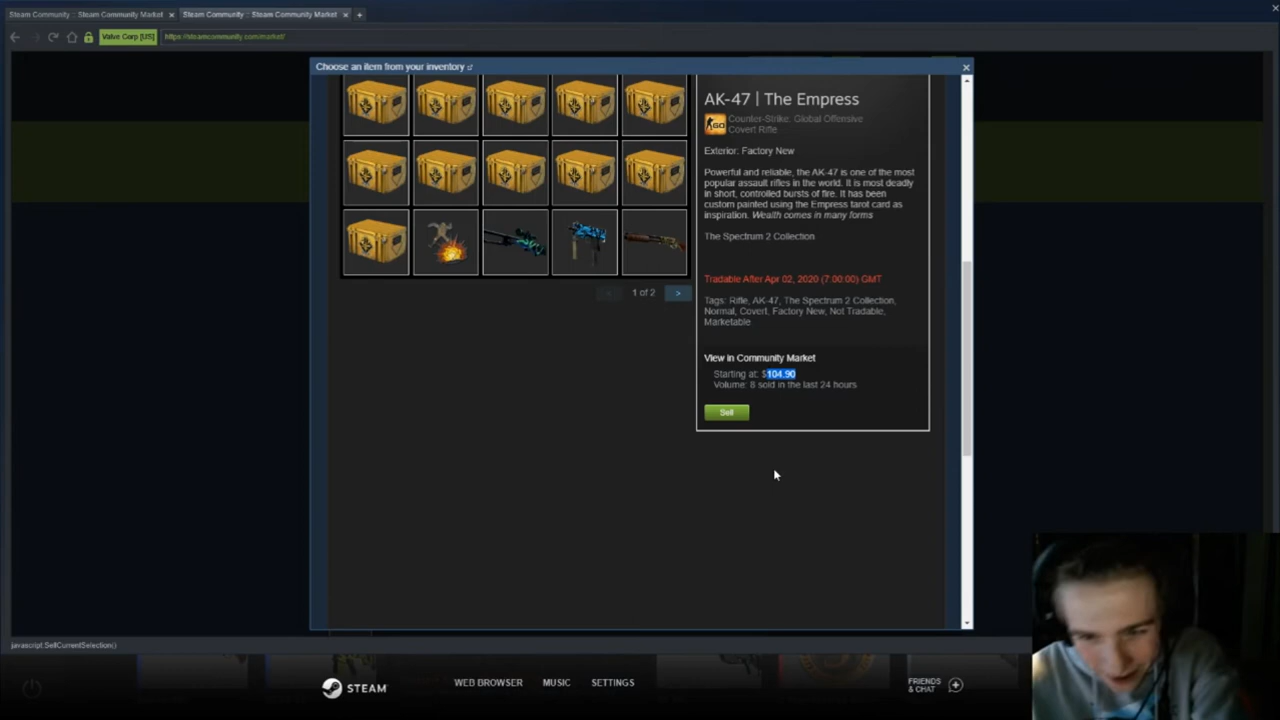 Steam Community :: Steam Community Market
Steam Community :: Steam Community Market
Valve Corp [US]
https://steamcommunity.com/market/
Choose an item from your inventory
AK-47 | The Empress
Counter-Strike: Global Offensive
Covert Rifle
Exterior: Factory New
Powerful and reliable, the AK-47 is one of the most
popular assault rifles in the world. It is most deadly
in short, controlled bursts of fire. It has been
custom painted using the Empress tarot card as
inspiration. Wealth comes in many forms
The Spectrum 2 Collection
Tradable After Apr 02, 2020 (7:00:00) GMT
Tags: Rifle, AK-47, The Spectrum 2 Collection,
Normal, Covert, Factory New, Not Tradable,
Marketable
1 of 2
View in Community Market
Starting at: $104.90
Volume: 8 sold in the last 24 hours
Sell
javascript:SellCurrentSelection()
STEAM
WEB BROWSER
MUSIC
SETTINGS
FRIENDS
& CHAT